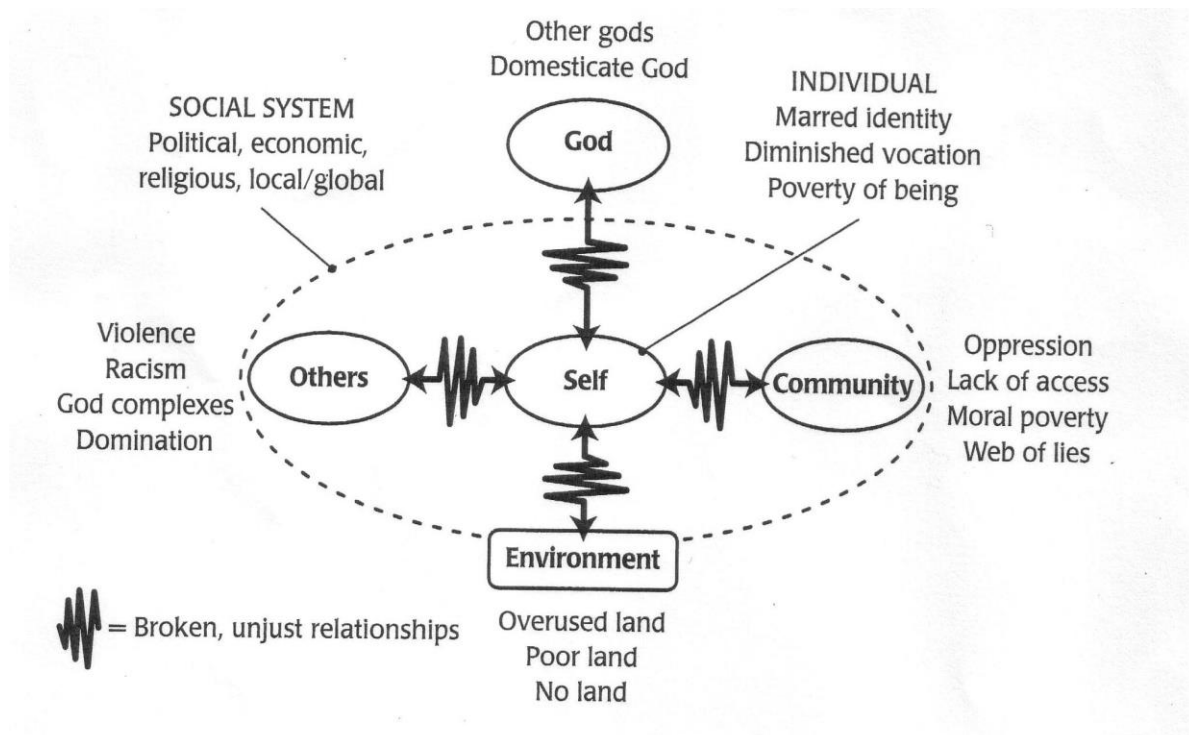 Other gods
Domesticate God
SOCIAL SYSTEM
Political, economic,
religious, local/global
God
INDIVIDUAL
Marred identity
Diminished vocation
Poverty of being
Violence
Racism
God complexes
Domination
Others
Self
Community
Oppression
Lack of access
Moral poverty
Web of lies
Environment
Overused land
Poor land
No land
= Broken, unjust relationships